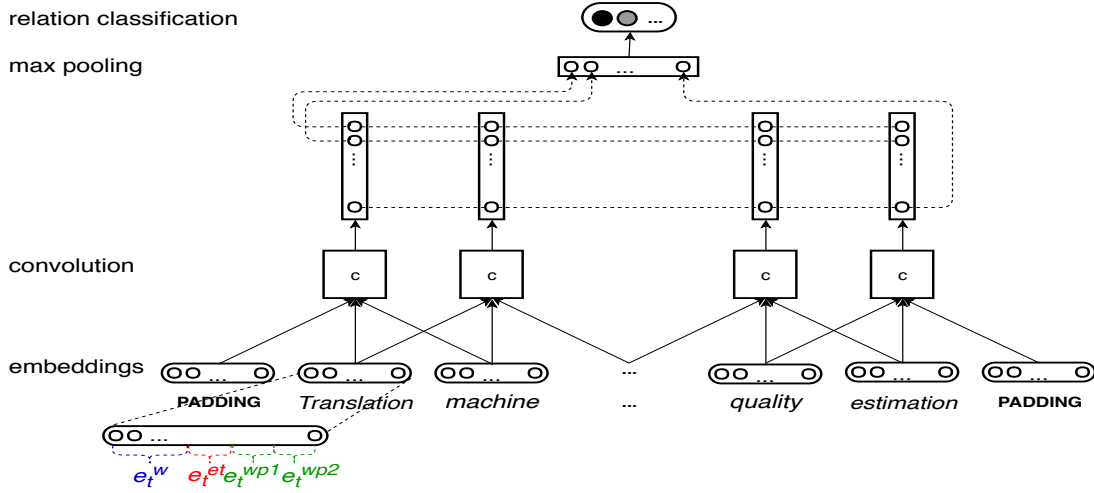 relation classification
...
max pooling
...
⋮ ⋮ ⋮ ⋮
convolution
c c c c
embeddings
... ... ... ... ... ... ...
PADDING Translation machine ... quality estimation PADDING
...
e_t^w e_t^et e_t^wp1 e_t^wp2